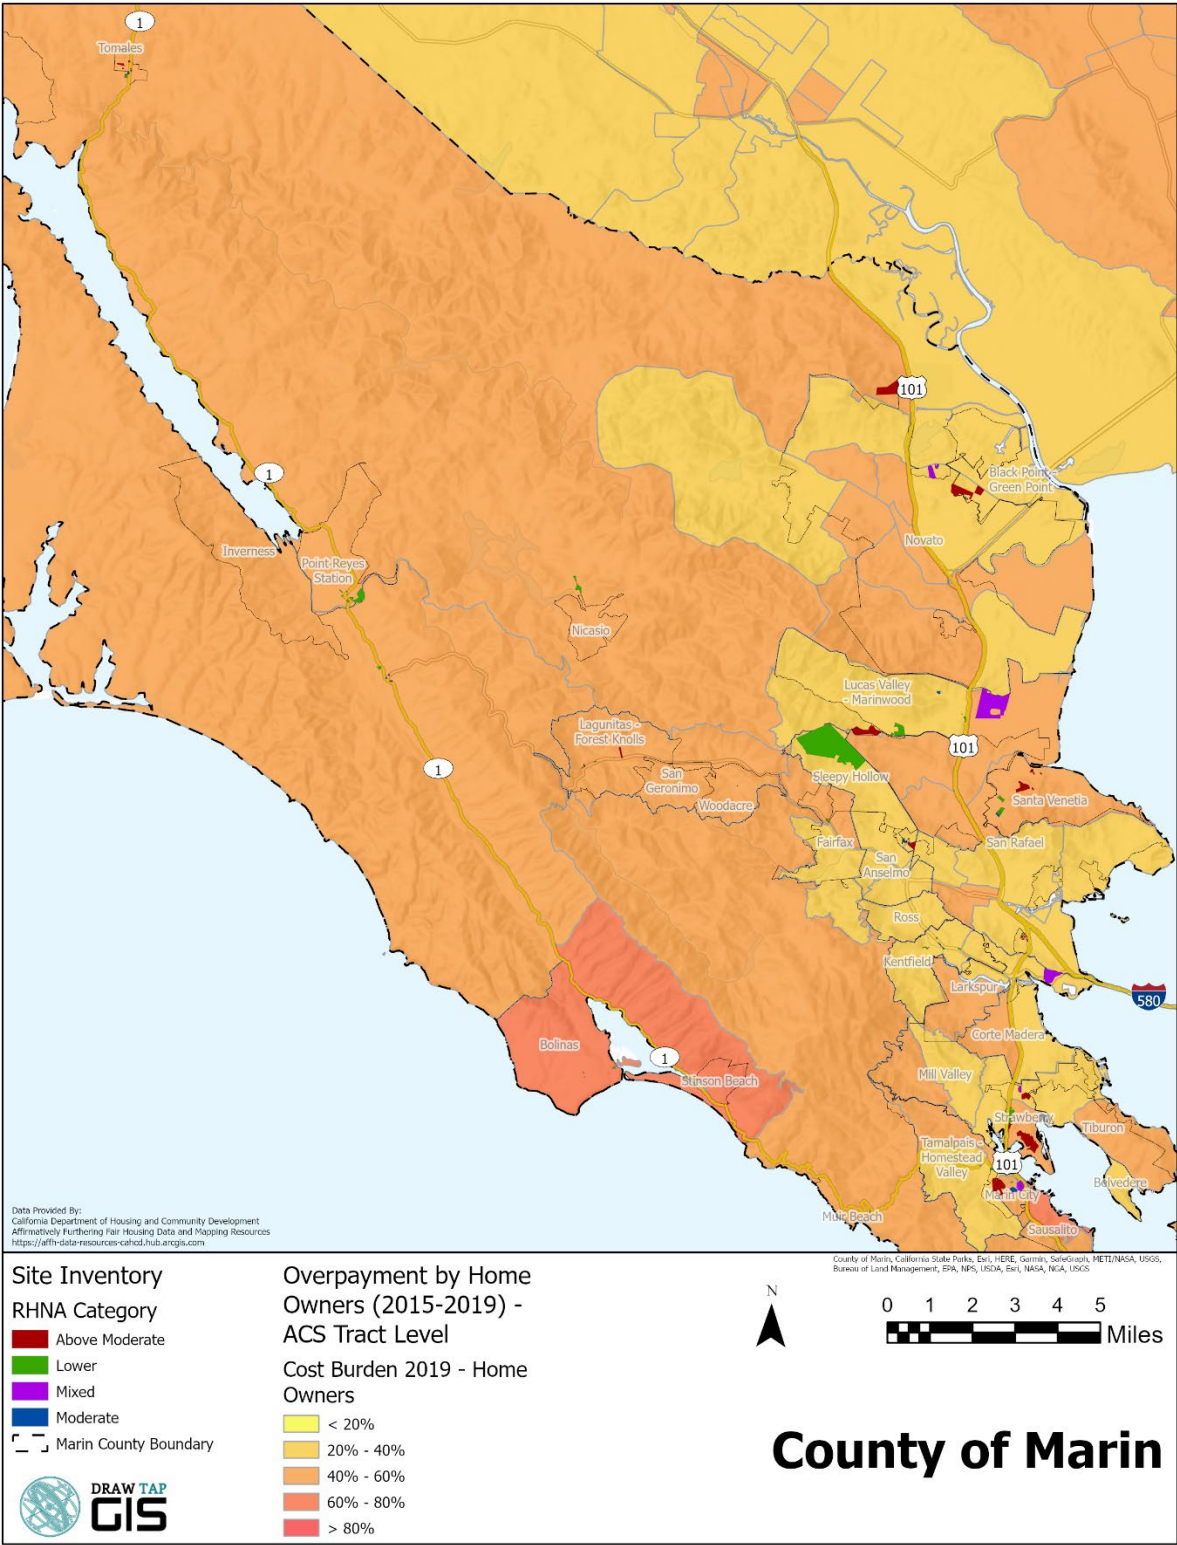 1
Tomales
101
Black Point -
Green Point
1
Novato
Inverness
Point Reyes
Station
Nicasio
Lucas Valley
- Marinwood
Lagunitas -
Forest Knolls
101
1
San
Geronimo
Sleepy Hollow
Woodacre
Santa Venetia
Fairfax
San Rafael
San
Anselmo
Ross
Kentfield
Larkspur
580
Corte Madera
Bolinas
1
Stinson Beach
Mill Valley
Strawberry
Tiburon
Tamalpais -
Homestead
Valley
101
Belvedere
Marin City
Muir Beach
Sausalito
Data Provided By:
California Department of Housing and Community Development
Affirmatively Furthering Fair Housing Data and Mapping Resources
https://affh-data-resources-cahcd.hub.arcgis.com
County of Marin, California State Parks, Esri, HERE, Garmin, SafeGraph, METI/NASA, USGS,
Bureau of Land Management, EPA, NPS, USDA, Esri, NASA, NGA, USGS
Site Inventory
RHNA Category
Above Moderate
Lower
Mixed
Moderate
Marin County Boundary
DRAW TAP
GIS
Overpayment by Home
Owners (2015-2019) -
ACS Tract Level
Cost Burden 2019 - Home
Owners
< 20%
20% - 40%
40% - 60%
60% - 80%
> 80%
N
0 1 2 3 4 5
Miles
County of Marin